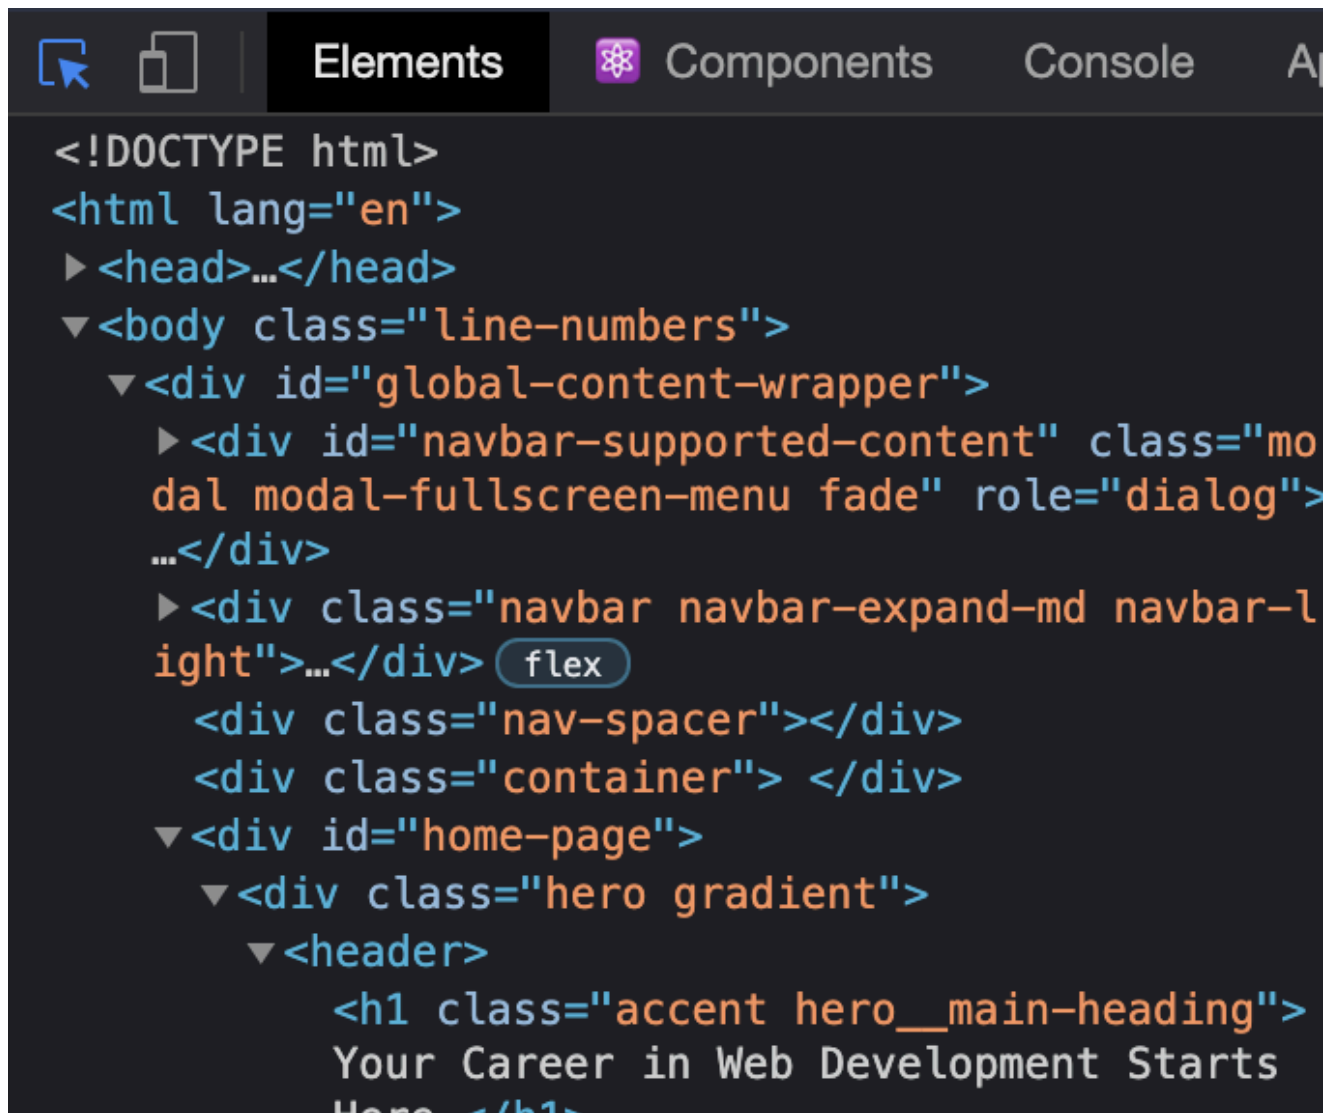 Elements Components Console Ap
<!DOCTYPE html>
<html lang="en">
<head>…</head>
<body class="line-numbers">
<div id="global-content-wrapper">
<div id="navbar-supported-content" class="mo
dal modal-fullscreen-menu fade" role="dialog">
…</div>
<div class="navbar navbar-expand-md navbar-l
ight">…</div> flex
<div class="nav-spacer"></div>
<div class="container"> </div>
<div id="home-page">
<div class="hero gradient">
<header>
<h1 class="accent hero__main-heading">
Your Career in Web Development Starts
Here </h1>